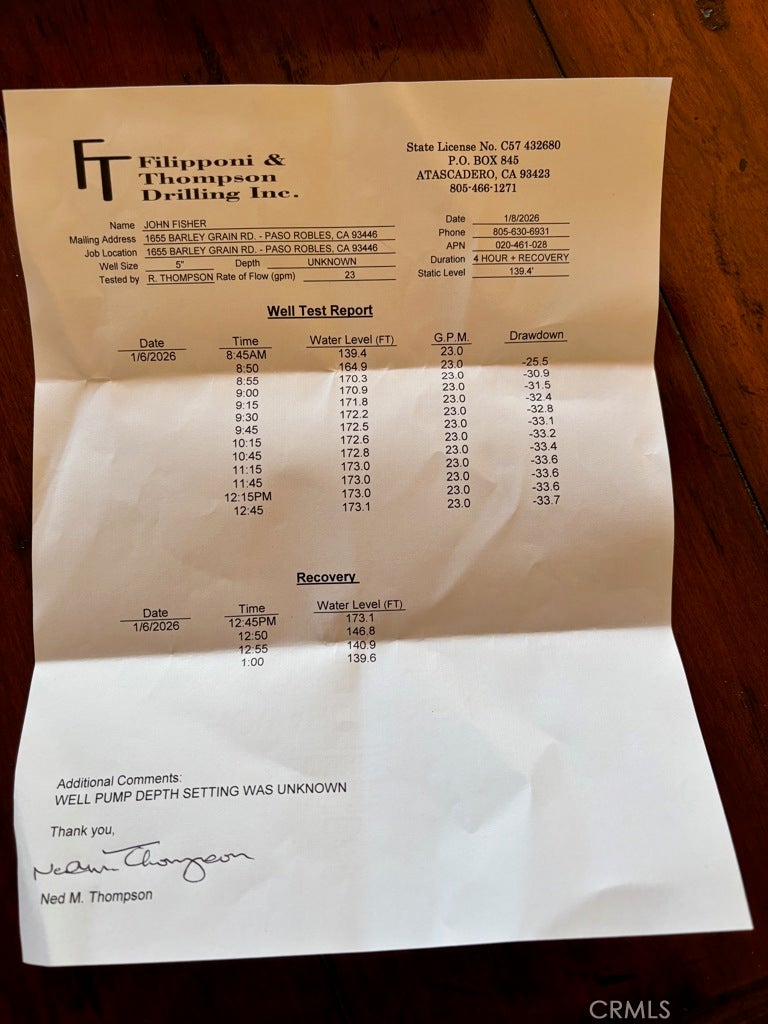 FT Filipponi &
Thompson
Drilling Inc.
State License No. C57 432680
P.O. BOX 845
ATASCADERO, CA 93423
805-466-1271
Name JOHN FISHER
Mailing Address 1655 BARLEY GRAIN RD. - PASO ROBLES, CA 93446
Job Location 1655 BARLEY GRAIN RD. - PASO ROBLES, CA 93446
Well Size 5" Depth UNKNOWN
Tested by R. THOMPSON Rate of Flow (gpm) 23
Date 1/8/2026
Phone 805-630-6931
APN 020-461-028
Duration 4 HOUR + RECOVERY
Static Level 139.4'
Well Test Report
Date Time Water Level (FT) G.P.M. Drawdown
1/6/2026 8:45AM 139.4 23.0
8:50 164.9 23.0 -25.5
8:55 170.3 23.0 -30.9
9:00 170.9 23.0 -31.5
9:15 171.8 23.0 -32.4
9:30 172.2 23.0 -32.8
9:45 172.5 23.0 -33.1
10:15 172.6 23.0 -33.2
10:45 172.8 23.0 -33.4
11:15 173.0 23.0 -33.6
11:45 173.0 23.0 -33.6
12:15PM 173.0 23.0 -33.6
12:45 173.1 23.0 -33.7
Recovery
Date Time Water Level (FT)
1/6/2026 12:45PM 173.1
12:50 146.8
12:55 140.9
1:00 139.6
Additional Comments:
WELL PUMP DEPTH SETTING WAS UNKNOWN
Thank you,
Ned M. Thompson
Ned M. Thompson
CRMLS